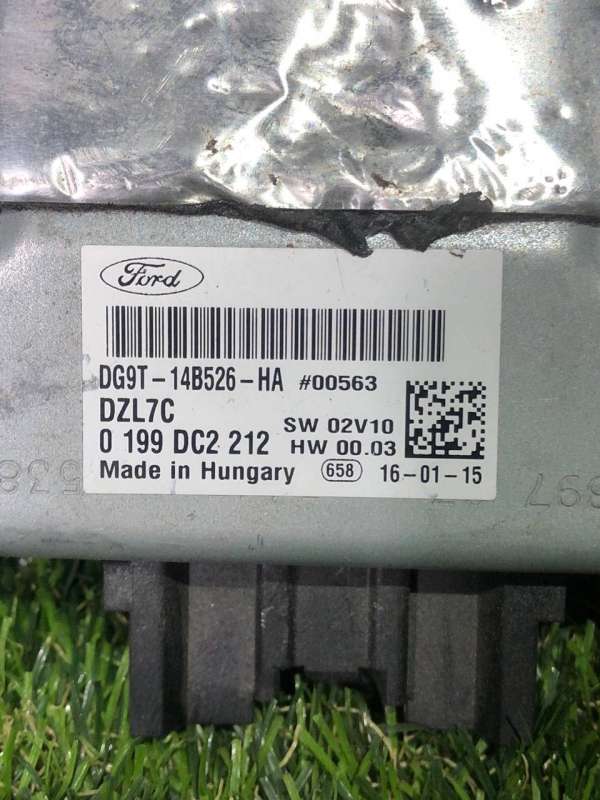 Ford
DG9T-14B526-HA #00563
DZL7C
SW 02V10
0 199 DC2 212
HW 00.03
Made in Hungary 658 16-01-15